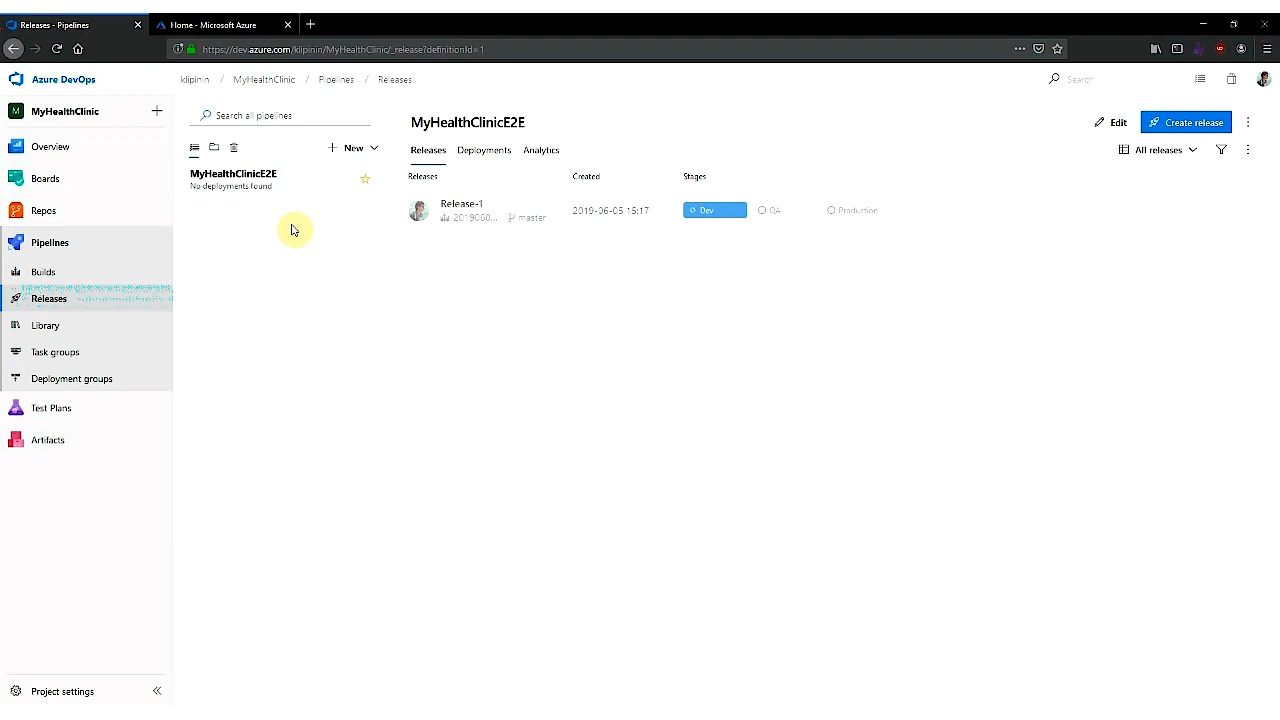 Releases - Pipelines
Home - Microsoft Azure
https://dev.azure.com/klipinin/MyHealthClinic/_release?definitionId=1
Azure DevOps
klipinin / MyHealthClinic / Pipelines / Releases
Search
M MyHealthClinic
Overview
Boards
Repos
Pipelines
Builds
Releases
Library
Task groups
Deployment groups
Test Plans
Artifacts
Project settings
Search all pipelines
New
MyHealthClinicE2E
No deployments found
MyHealthClinicE2E
Edit
Create release
Releases Deployments Analytics
All releases
Releases Created Stages
Release-1
2019060... master
2019-06-05 15:17
Dev
QA
Production